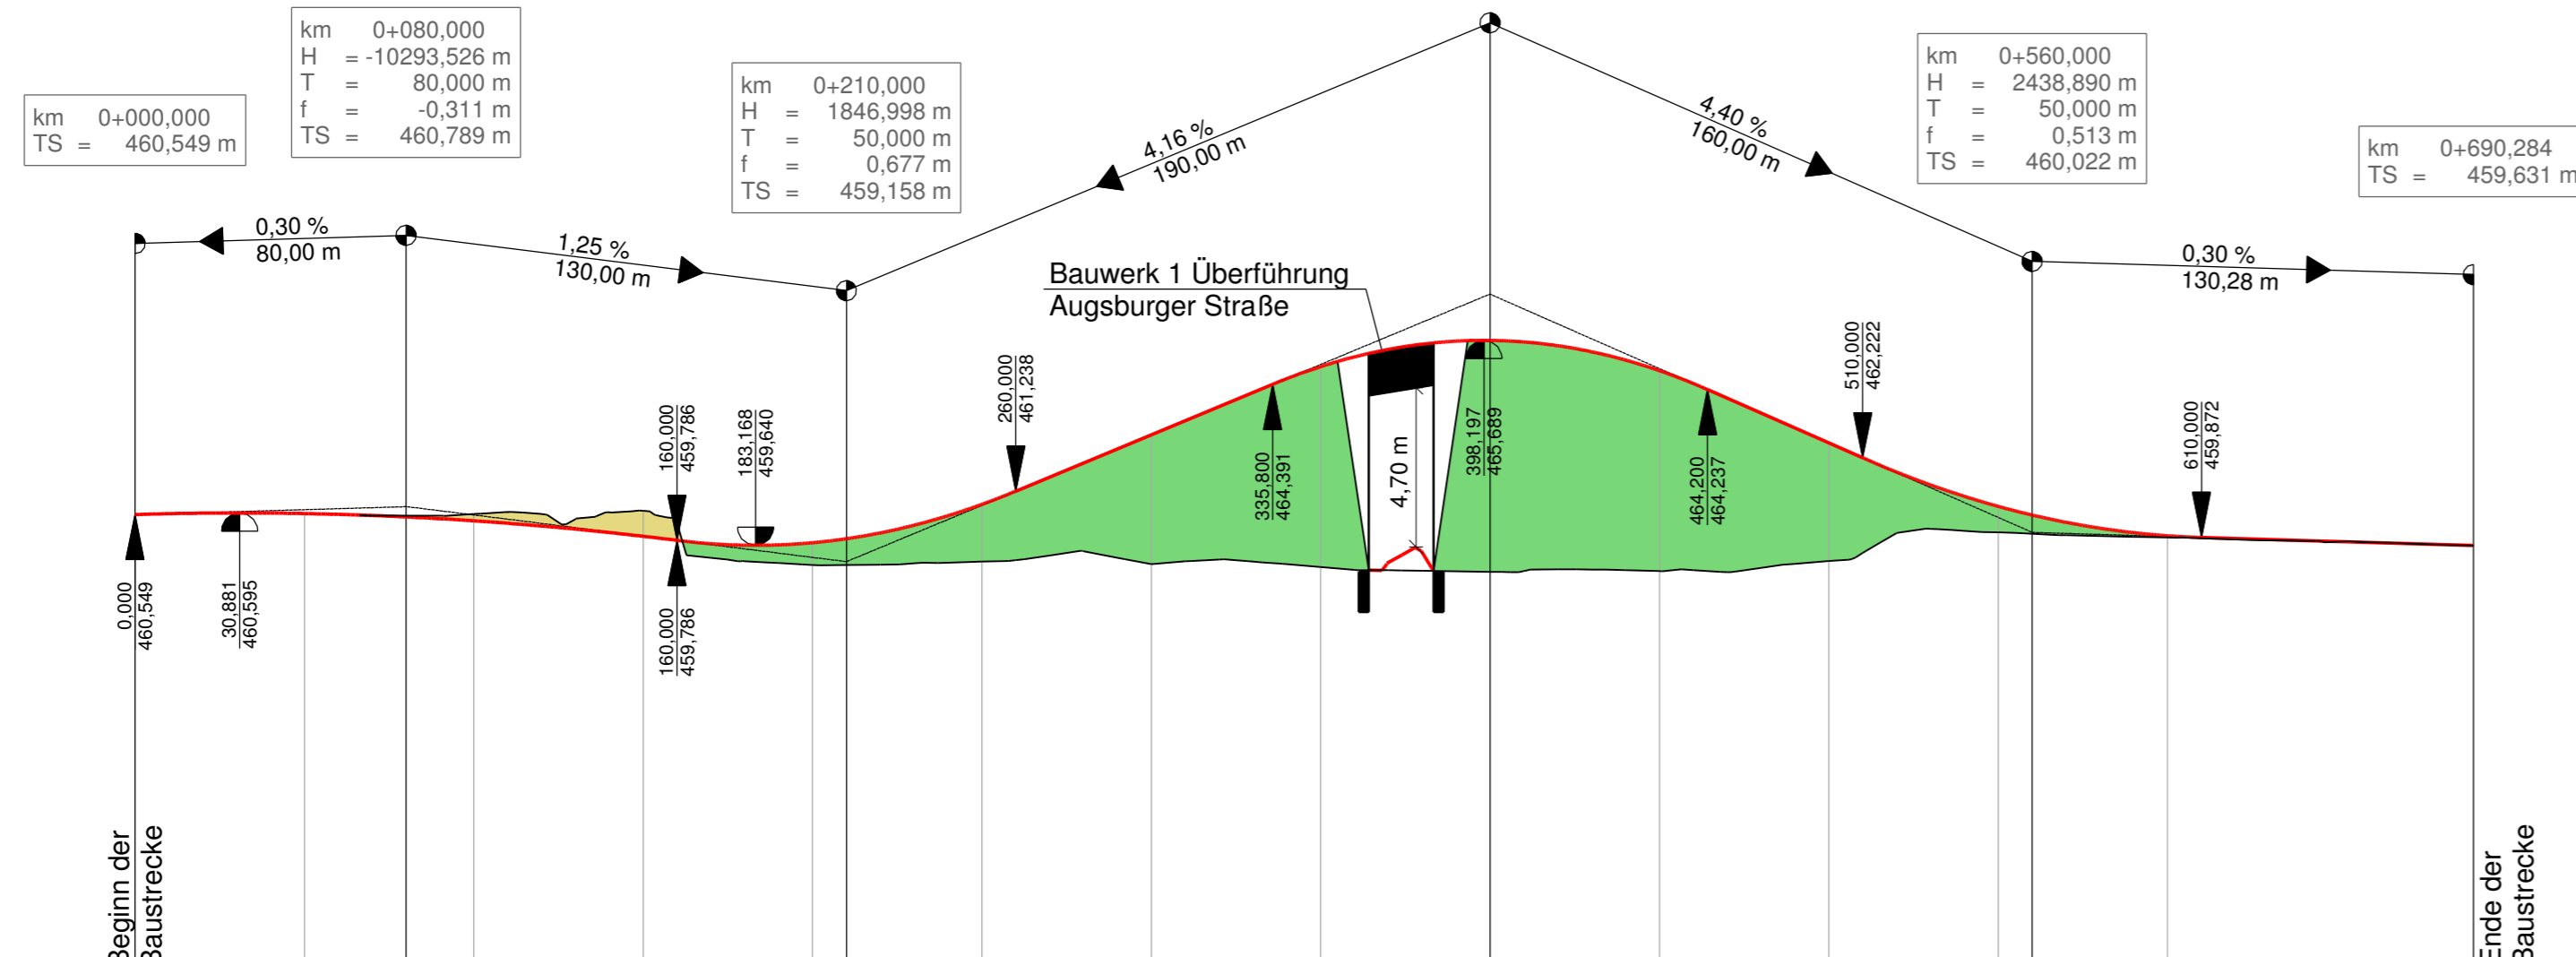 km 0+000,000
TS = 460,549 m
km 0+080,000
H = -10293,526 m
T = 80,000 m
f = -0,311 m
TS = 460,789 m
km 0+210,000
H = 1846,998 m
T = 50,000 m
f = 0,677 m
TS = 459,158 m
km 0+560,000
H = 2438,890 m
T = 50,000 m
f = 0,513 m
TS = 460,022 m
km 0+690,284
TS = 459,631 m
0,30 %
80,00 m
1,25 %
130,00 m
4,16 %
190,00 m
4,40 %
160,00 m
0,30 %
130,28 m
Bauwerk 1 Überführung
Augsburger Straße
0,000
460,549
30,881
460,595
160,000
459,786
160,000
459,786
183,168
459,640
260,000
461,238
335,800
464,391
4,70 m
398,197
465,689
464,200
464,237
510,000
462,222
610,000
459,872
Beginn der
Baustrecke
Ende der
Baustrecke